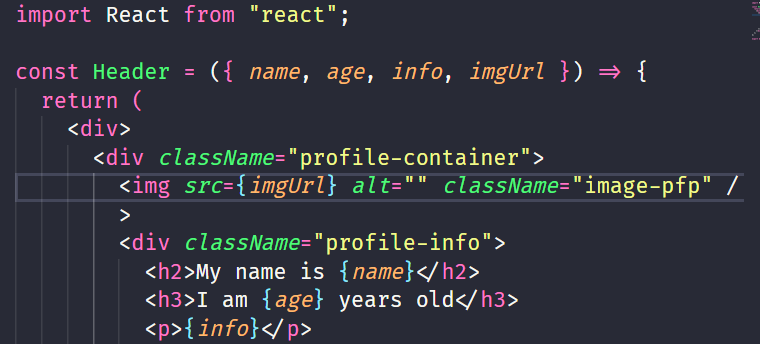 import React from "react";
const Header = ({ name, age, info, imgUrl }) => {
return (
<div>
<div className="profile-container">
<img src={imgUrl} alt="" className="image-pfp" /
>
<div className="profile-info">
<h2>My name is {name}</h2>
<h3>I am {age} years old</h3>
<p>{info}</p>